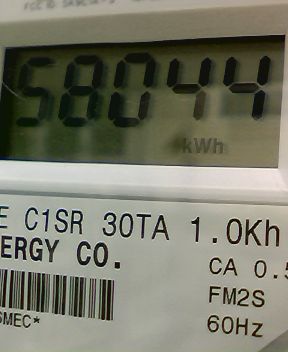 58044
kWh
E C1SR 30TA 1.0Kh
ERGY CO.
CA 0.5
FM2S
60Hz
SMEC*